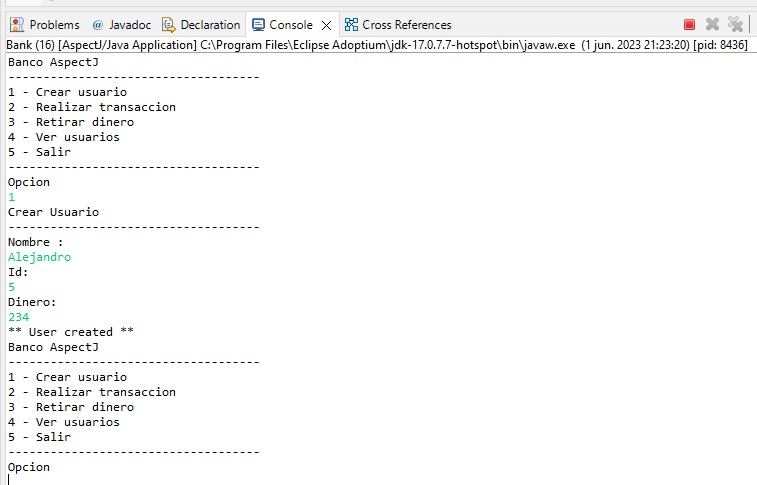 Problems @ Javadoc Declaration Console Cross References
Bank (16) [AspectJ/Java Application] C:\Program Files\Eclipse Adoptium\jdk-17.0.7.7-hotspot\bin\javaw.exe (1 jun. 2023 21:23:20) [pid: 8436]
Banco AspectJ
----------------------------------
1 - Crear usuario
2 - Realizar transaccion
3 - Retirar dinero
4 - Ver usuarios
5 - Salir
----------------------------------
Opcion
1
Crear Usuario
----------------------------------
Nombre :
Alejandro
Id:
5
Dinero:
234
** User created **
Banco AspectJ
----------------------------------
1 - Crear usuario
2 - Realizar transaccion
3 - Retirar dinero
4 - Ver usuarios
5 - Salir
----------------------------------
Opcion